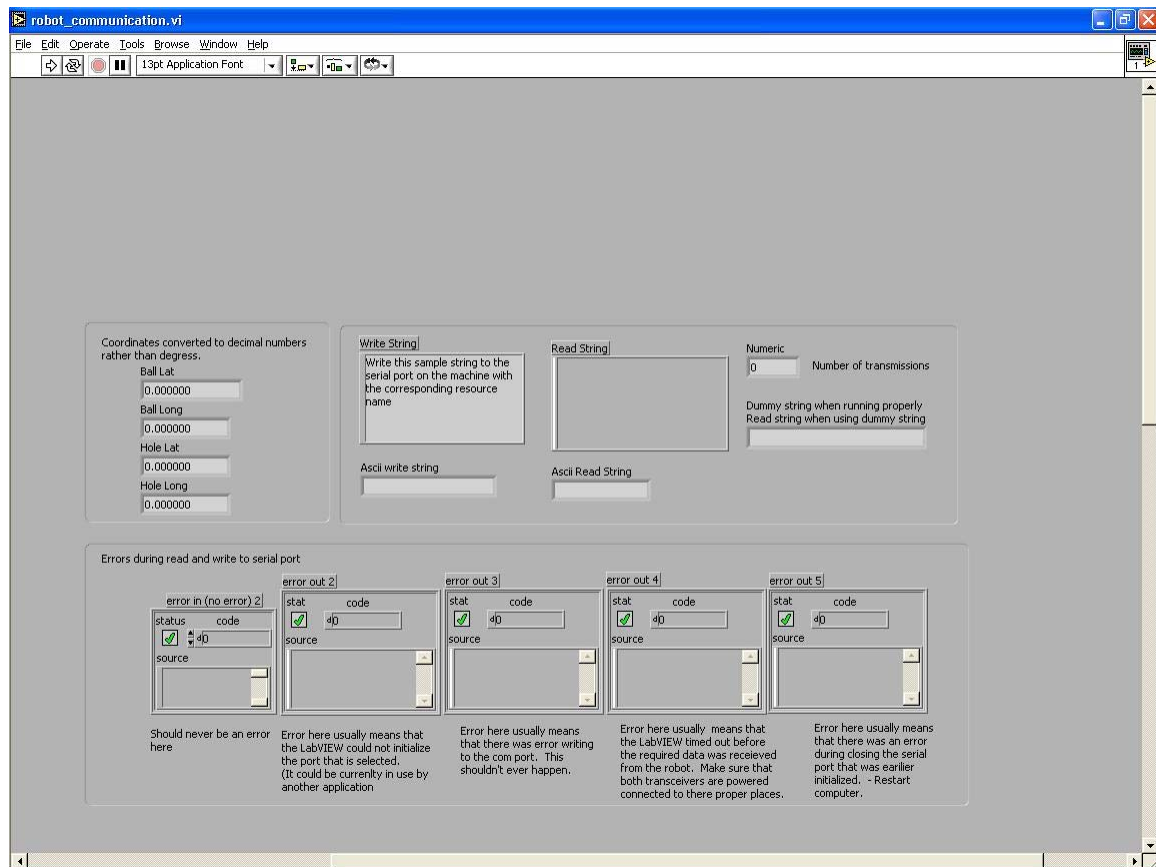 robot_communication.vi
File Edit Operate Tools Browse Window Help
13pt Application Font
1
Coordinates converted to decimal numbers
rather than degress.
Ball Lat
0.000000
Ball Long
0.000000
Hole Lat
0.000000
Hole Long
0.000000
Write String
Write this sample string to the
serial port on the machine with
the corresponding resource
name
Ascii write string
Read String
Ascii Read String
Numeric
0
Number of transmissions
Dummy string when running properly
Read string when using dummy string
Errors during read and write to serial port
error in (no error) 2
status code
d0
source
Should never be an error
here
error out 2
stat code
d0
source
Error here usually means that
the LabVIEW could not initialize
the port that is selected.
(It could be currenlty in use by
another application
error out 3
stat code
d0
source
Error here usually means
that there was error writing
to the com port. This
shouldn't ever happen.
error out 4
stat code
d0
source
Error here usually means that
the LabVIEW timed out before
the required data was receieved
from the robot. Make sure that
both transceivers are powered
connected to there proper places.
error out 5
stat code
d0
source
Error here usually means
that there was an error
during closing the serial
port that was earilier
initialized. - Restart
computer.